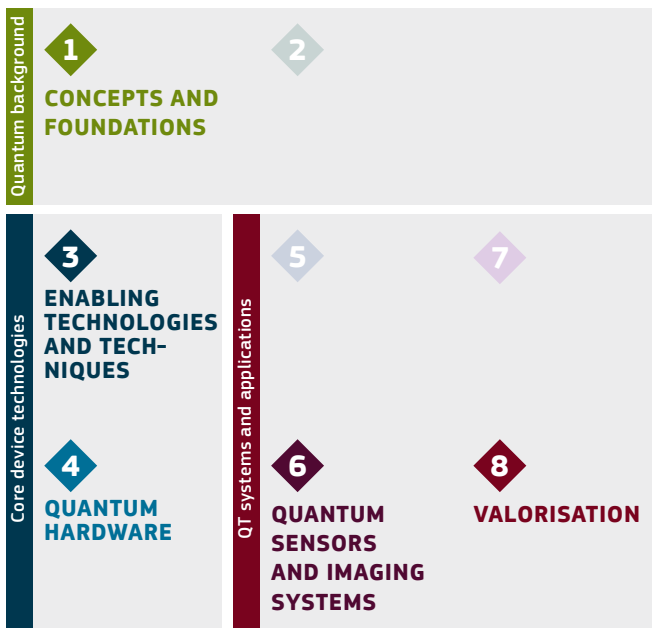 Quantum background
1
2
CONCEPTS AND
FOUNDATIONS
Core device technologies
3
ENABLING
TECHNOLOGIES
AND TECH-
NIQUES
4
QUANTUM
HARDWARE
QT systems and applications
5
7
6
QUANTUM
SENSORS
AND IMAGING
SYSTEMS
8
VALORISATION